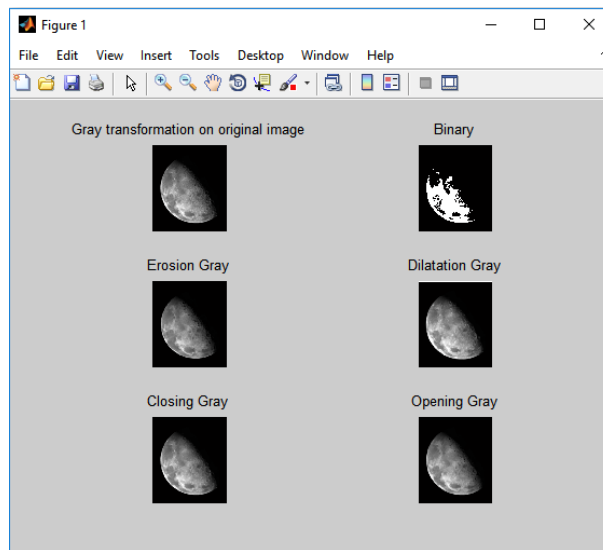 Figure 1
File Edit View Insert Tools Desktop Window Help
Gray transformation on original image
Binary
Erosion Gray
Dilatation Gray
Closing Gray
Opening Gray